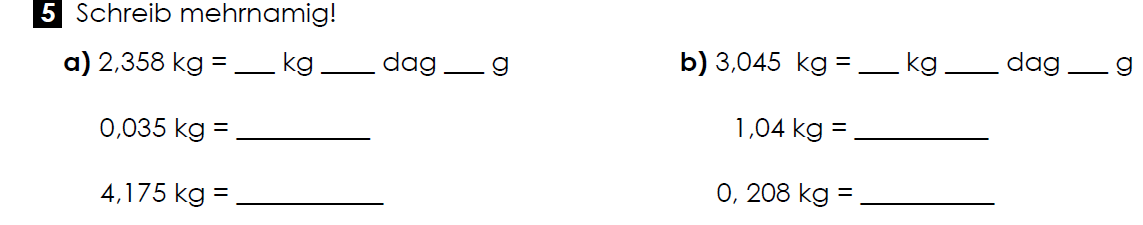 5 Schreib mehrnamig!
a) 2,358 kg = ___ kg ____ dag ___ g
b) 3,045 kg = ___ kg ____ dag ___ g
0,035 kg = __________
1,04 kg = __________
4,175 kg = ___________
0, 208 kg = __________